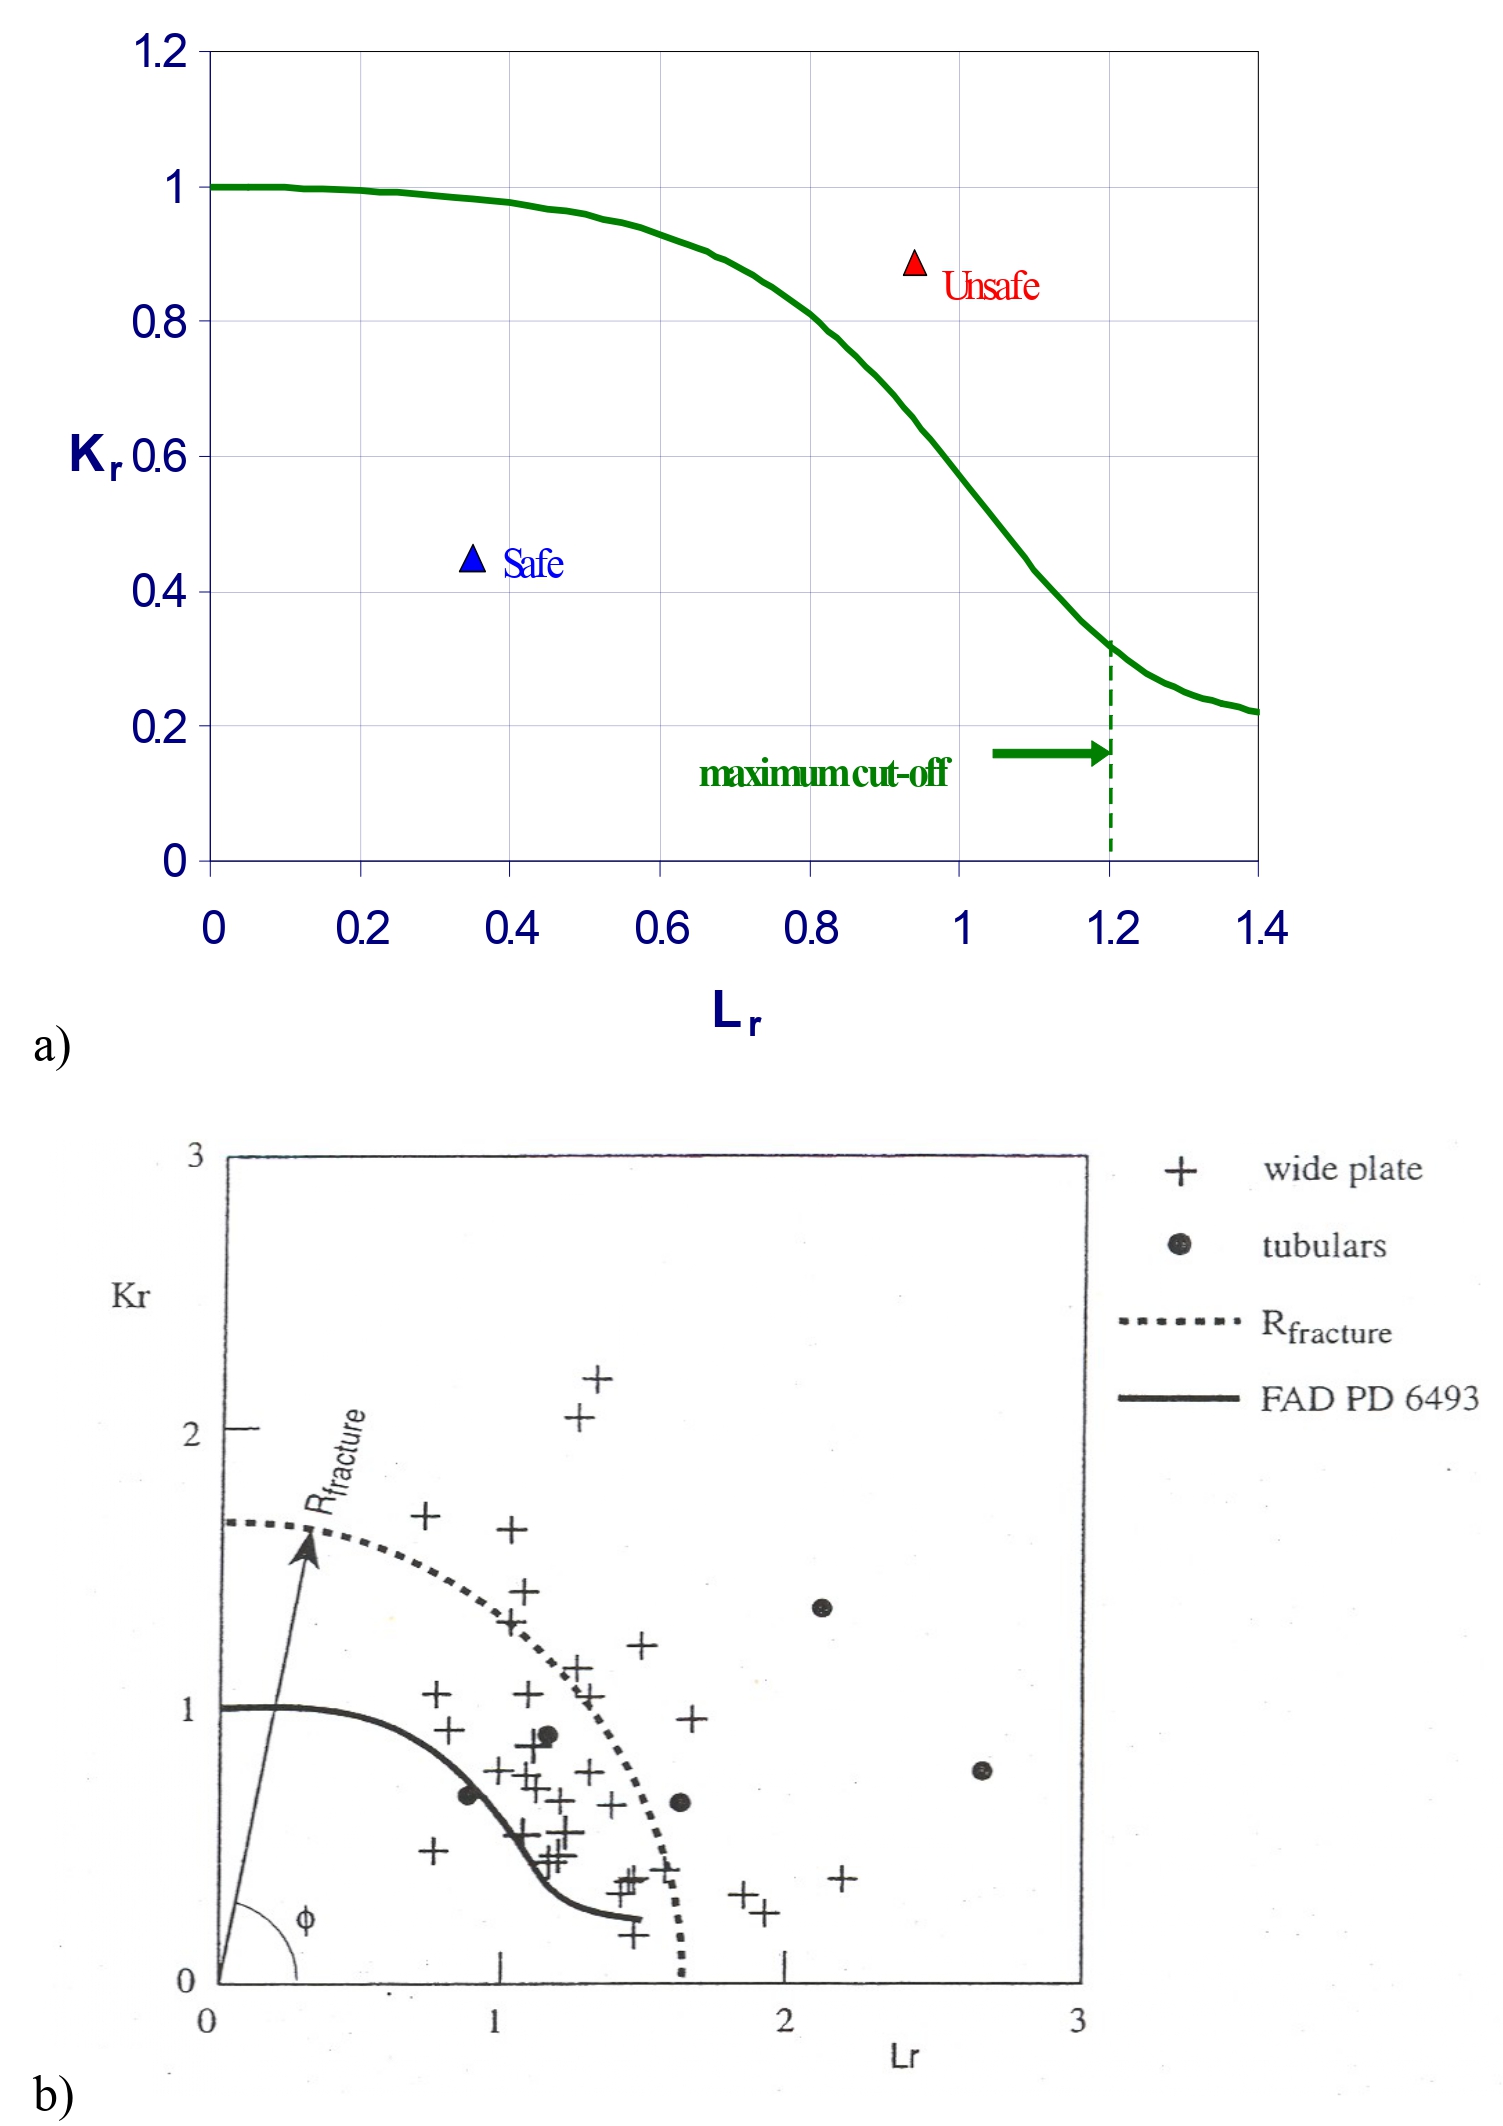 1.2
1
0.8
Unsafe
Kr 0.6
Safe
0.4
0.2
maximum cut-off
0
0 0.2 0.4 0.6 0.8 1 1.2 1.4
Lr
a)
3
wide plate
tubulars
Kr
Rfracture
FAD PD 6493
2
Rfracture
1
ϕ
0
0 1 2 3
Lr
b)